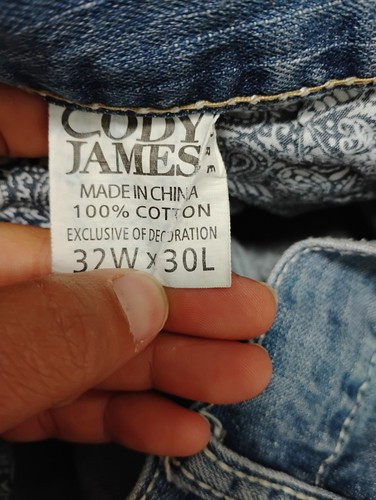 CODY
JAMES
MADE IN CHINA
100% COTTON
EXCLUSIVE OF DECORATION
32W x 30L